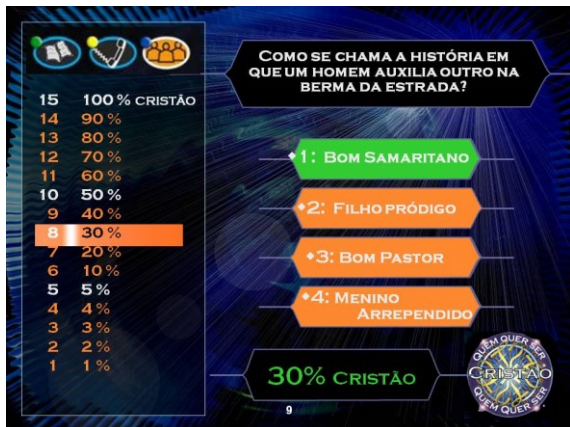 COMO SE CHAMA A HISTÓRIA EM
QUE UM HOMEM AUXILIA OUTRO NA
BERMA DA ESTRADA?
15 100 % CRISTÃO
14 90 %
13 80 %
12 70 %
11 60 %
10 50 %
9 40 %
8 30 %
7 20 %
6 10 %
5 5 %
4 4 %
3 3 %
2 2 %
1 1 %
1: BOM SAMARITANO
2: FILHO PRÓDIGO
3: BOM PASTOR
4: MENINO
ARREPENDIDO
30% CRISTÃO
9
QUEM QUER SER
CRISTÃO
QUEM QUER SER